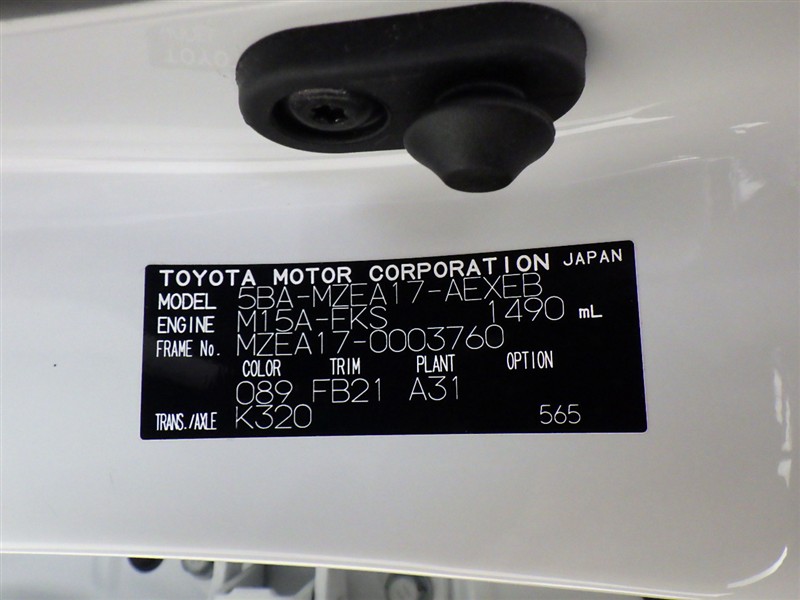 TOYOTA MOTOR CORPORATION JAPAN
MODEL 5BA-MZEA17-AEXEB
ENGINE M15A-FKS 1490 mL
FRAME No. MZEA17-0003760
COLOR TRIM PLANT OPTION
089 FB21 A31
TRANS./AXLE K320 565